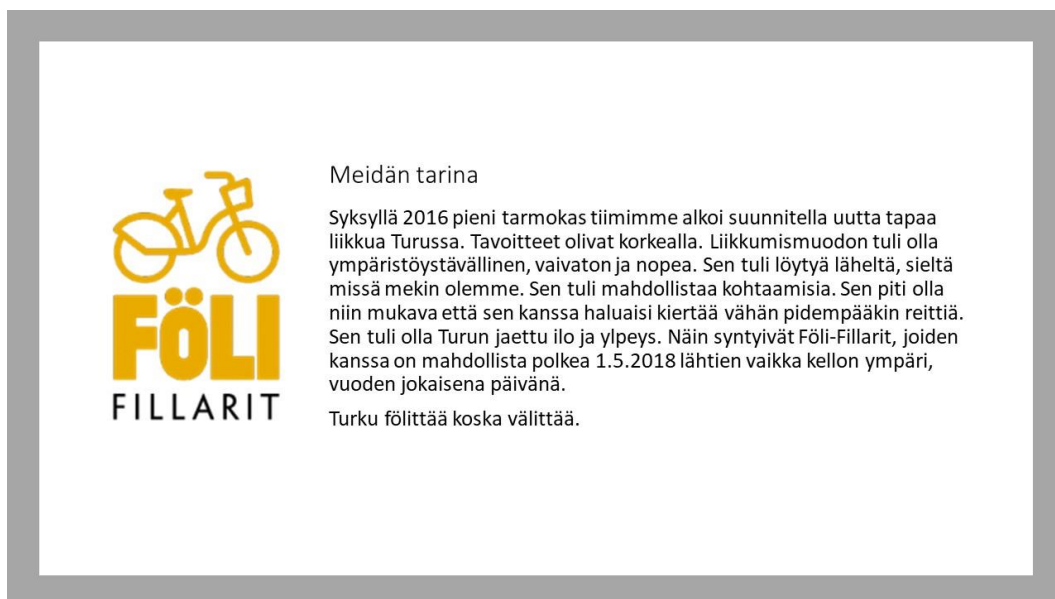 Meidän tarina
Syksyllä 2016 pieni tarmokas tiimimme alkoi suunnitella uutta tapaa
liikkua Turussa. Tavoitteet olivat korkealla. Liikkumismuodon tuli olla
ympäristöystävällinen, vaivaton ja nopea. Sen tuli löytyä läheltä, sieltä
missä mekin olemme. Sen tuli mahdollistaa kohtaamisia. Sen piti olla
niin mukava että sen kanssa haluaisi kiertää vähän pidempääkin reittiä.
Sen tuli olla Turun jaettu ilo ja ylpeys. Näin syntyivät Föli-Fillarit, joiden
kanssa on mahdollista polkea 1.5.2018 lähtien vaikka kellon ympäri,
vuoden jokaisena päivänä.
Turku fölittää koska välittää.
FÖLI
FILLARIT